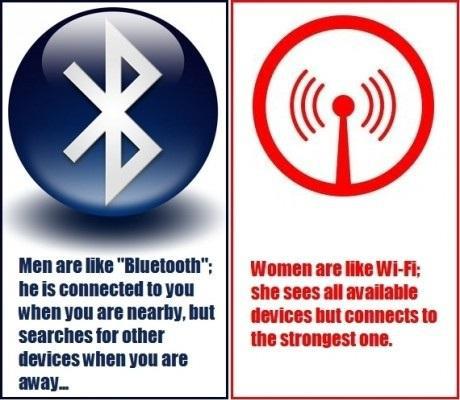 Men are like "Bluetooth";
he is connected to you
when you are nearby, but
searches for other
devices when you are
away...
Women are like Wi-Fi;
she sees all available
devices but connects to
the strongest one.